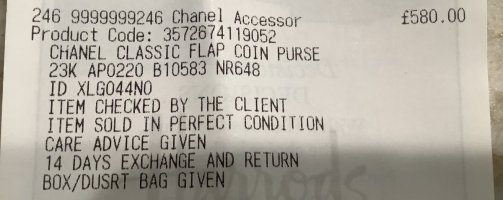 246 9999999246 Chanel Accessor £580.00
Product Code: 3572674119052
CHANEL CLASSIC FLAP COIN PURSE
23K AP0220 B10583 NR648
ID XLGO44NO
ITEM CHECKED BY THE CLIENT
ITEM SOLD IN PERFECT CONDITION
CARE ADVICE GIVEN
14 DAYS EXCHANGE AND RETURN
BOX/DUSRT BAG GIVEN